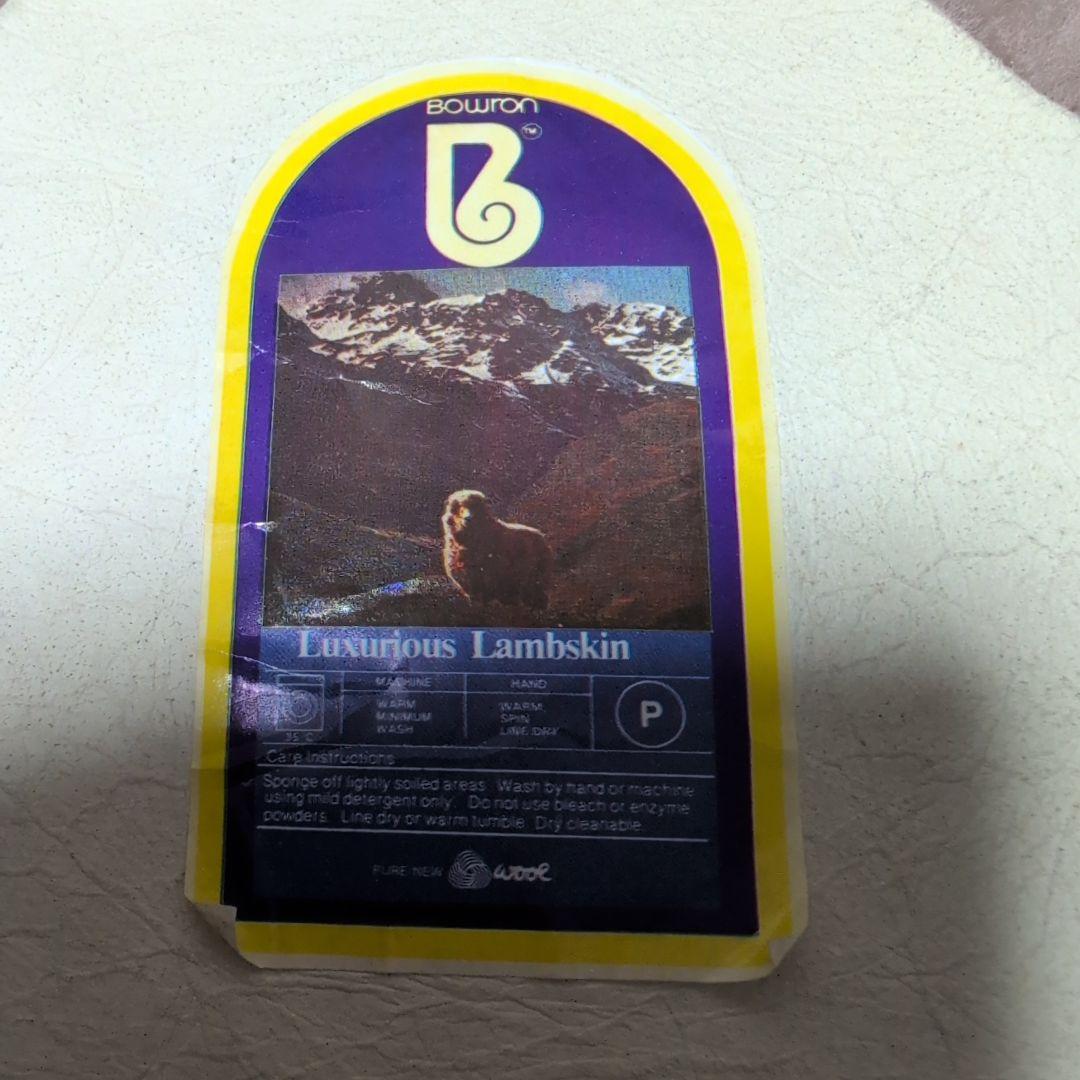 Bowron
B TM
Luxurious Lambskin
MACHINE HAND
WARM WARM
MINIMUM SPIN
WASH LINE DRY
35°C
P
Care Instructions
Sponge off lightly soiled areas. Wash by hand or machine
using mild detergent only. Do not use bleach or enzyme
powders. Line dry or warm tumble. Dry cleanable.
PURE NEW wool